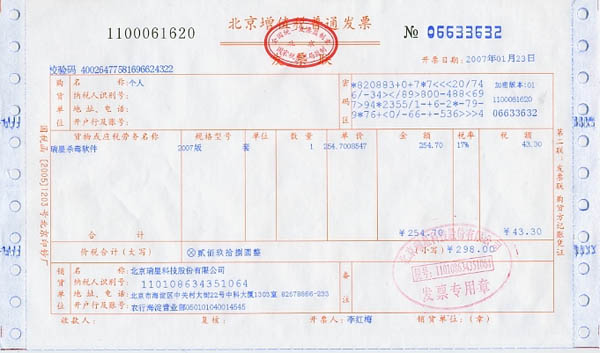 1100061620
北京增值税普通发票
№ 06633632
开票日期: 2007年01月23日
校验码 40026477581696624322
购货单位
名称: 个人
纳税人识别号:
地址、电话:
开户行及账号:
密码区
*820883+0+7*7<<<20/74
6/-34></89>800-488<69
7>94*2355/1-+6-2*-79-
9*76+<0/-66-+-536>>>4
加密版本:01
1100061620
06633632
货物或应税劳务名称 规格型号 单位 数量 单价 金额 税率 税额
瑞星杀毒软件 2007版 套 1 254.7008547 254.70 17% 43.30
合计 ￥254.70 ￥43.30
价税合计（大写） ⊗贰佰玖拾捌圆整 (小写) ￥298.00
销货单位
名称: 北京瑞星科技股份有限公司
纳税人识别号: 110108634351064
地址、电话: 北京市海淀区中关村大街22号中科大厦1303室 82678866-233
开户行及账号: 农行海淀营业部050101040014545
备注
收款人: 复核: 开票人: 李红梅 销货单位:（章）
110108634351064
发票专用章
第二联:发票联 购货方记账凭证